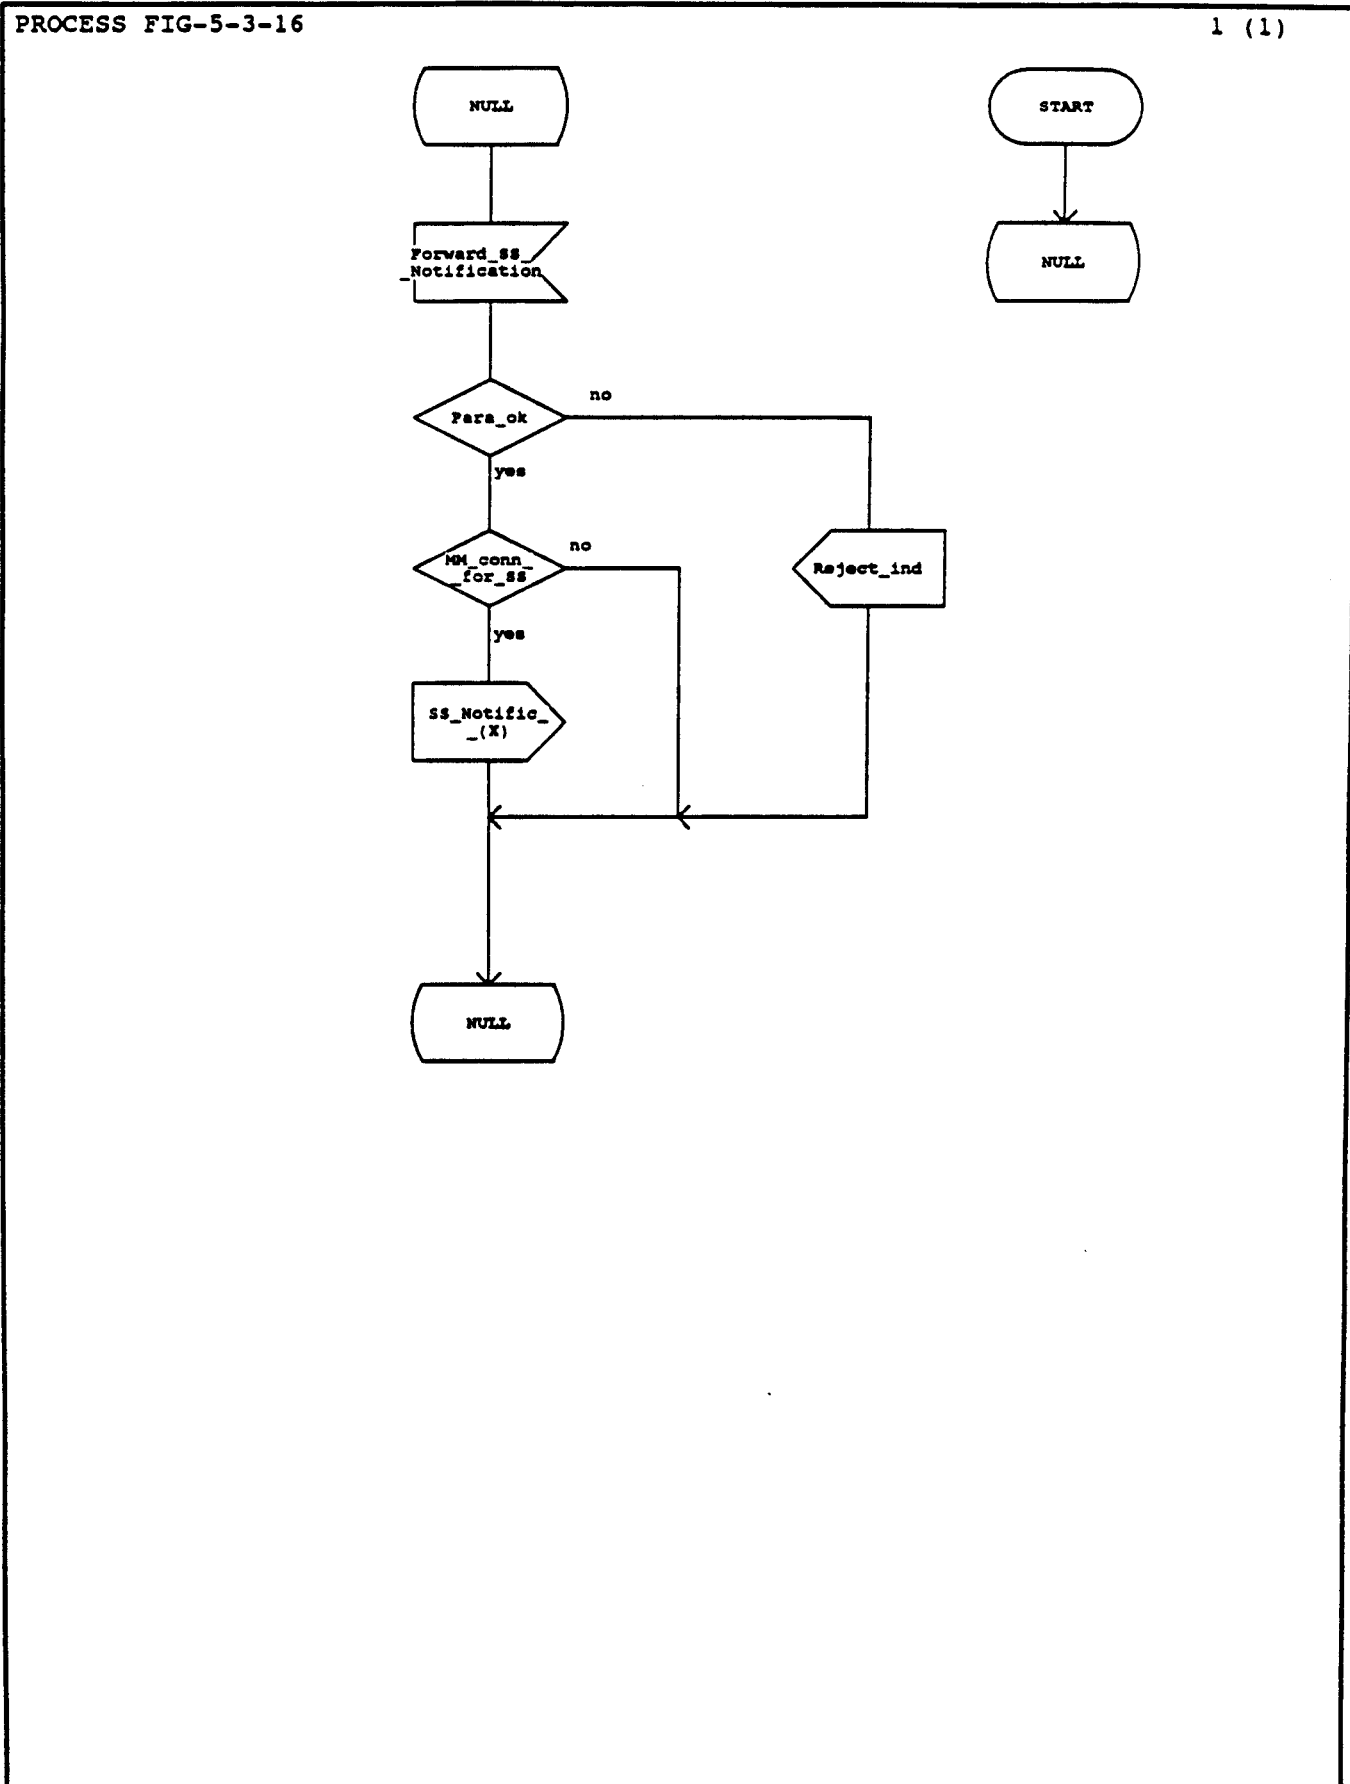 PROCESS FIG-5-3-16 1 (1)
NULL
START
Forward_SS_
_Notification
NULL
Para_ok
no
yes
MM_conn_
_for_SS
no
Reject_ind
yes
SS_Notific_
_(X)
NULL